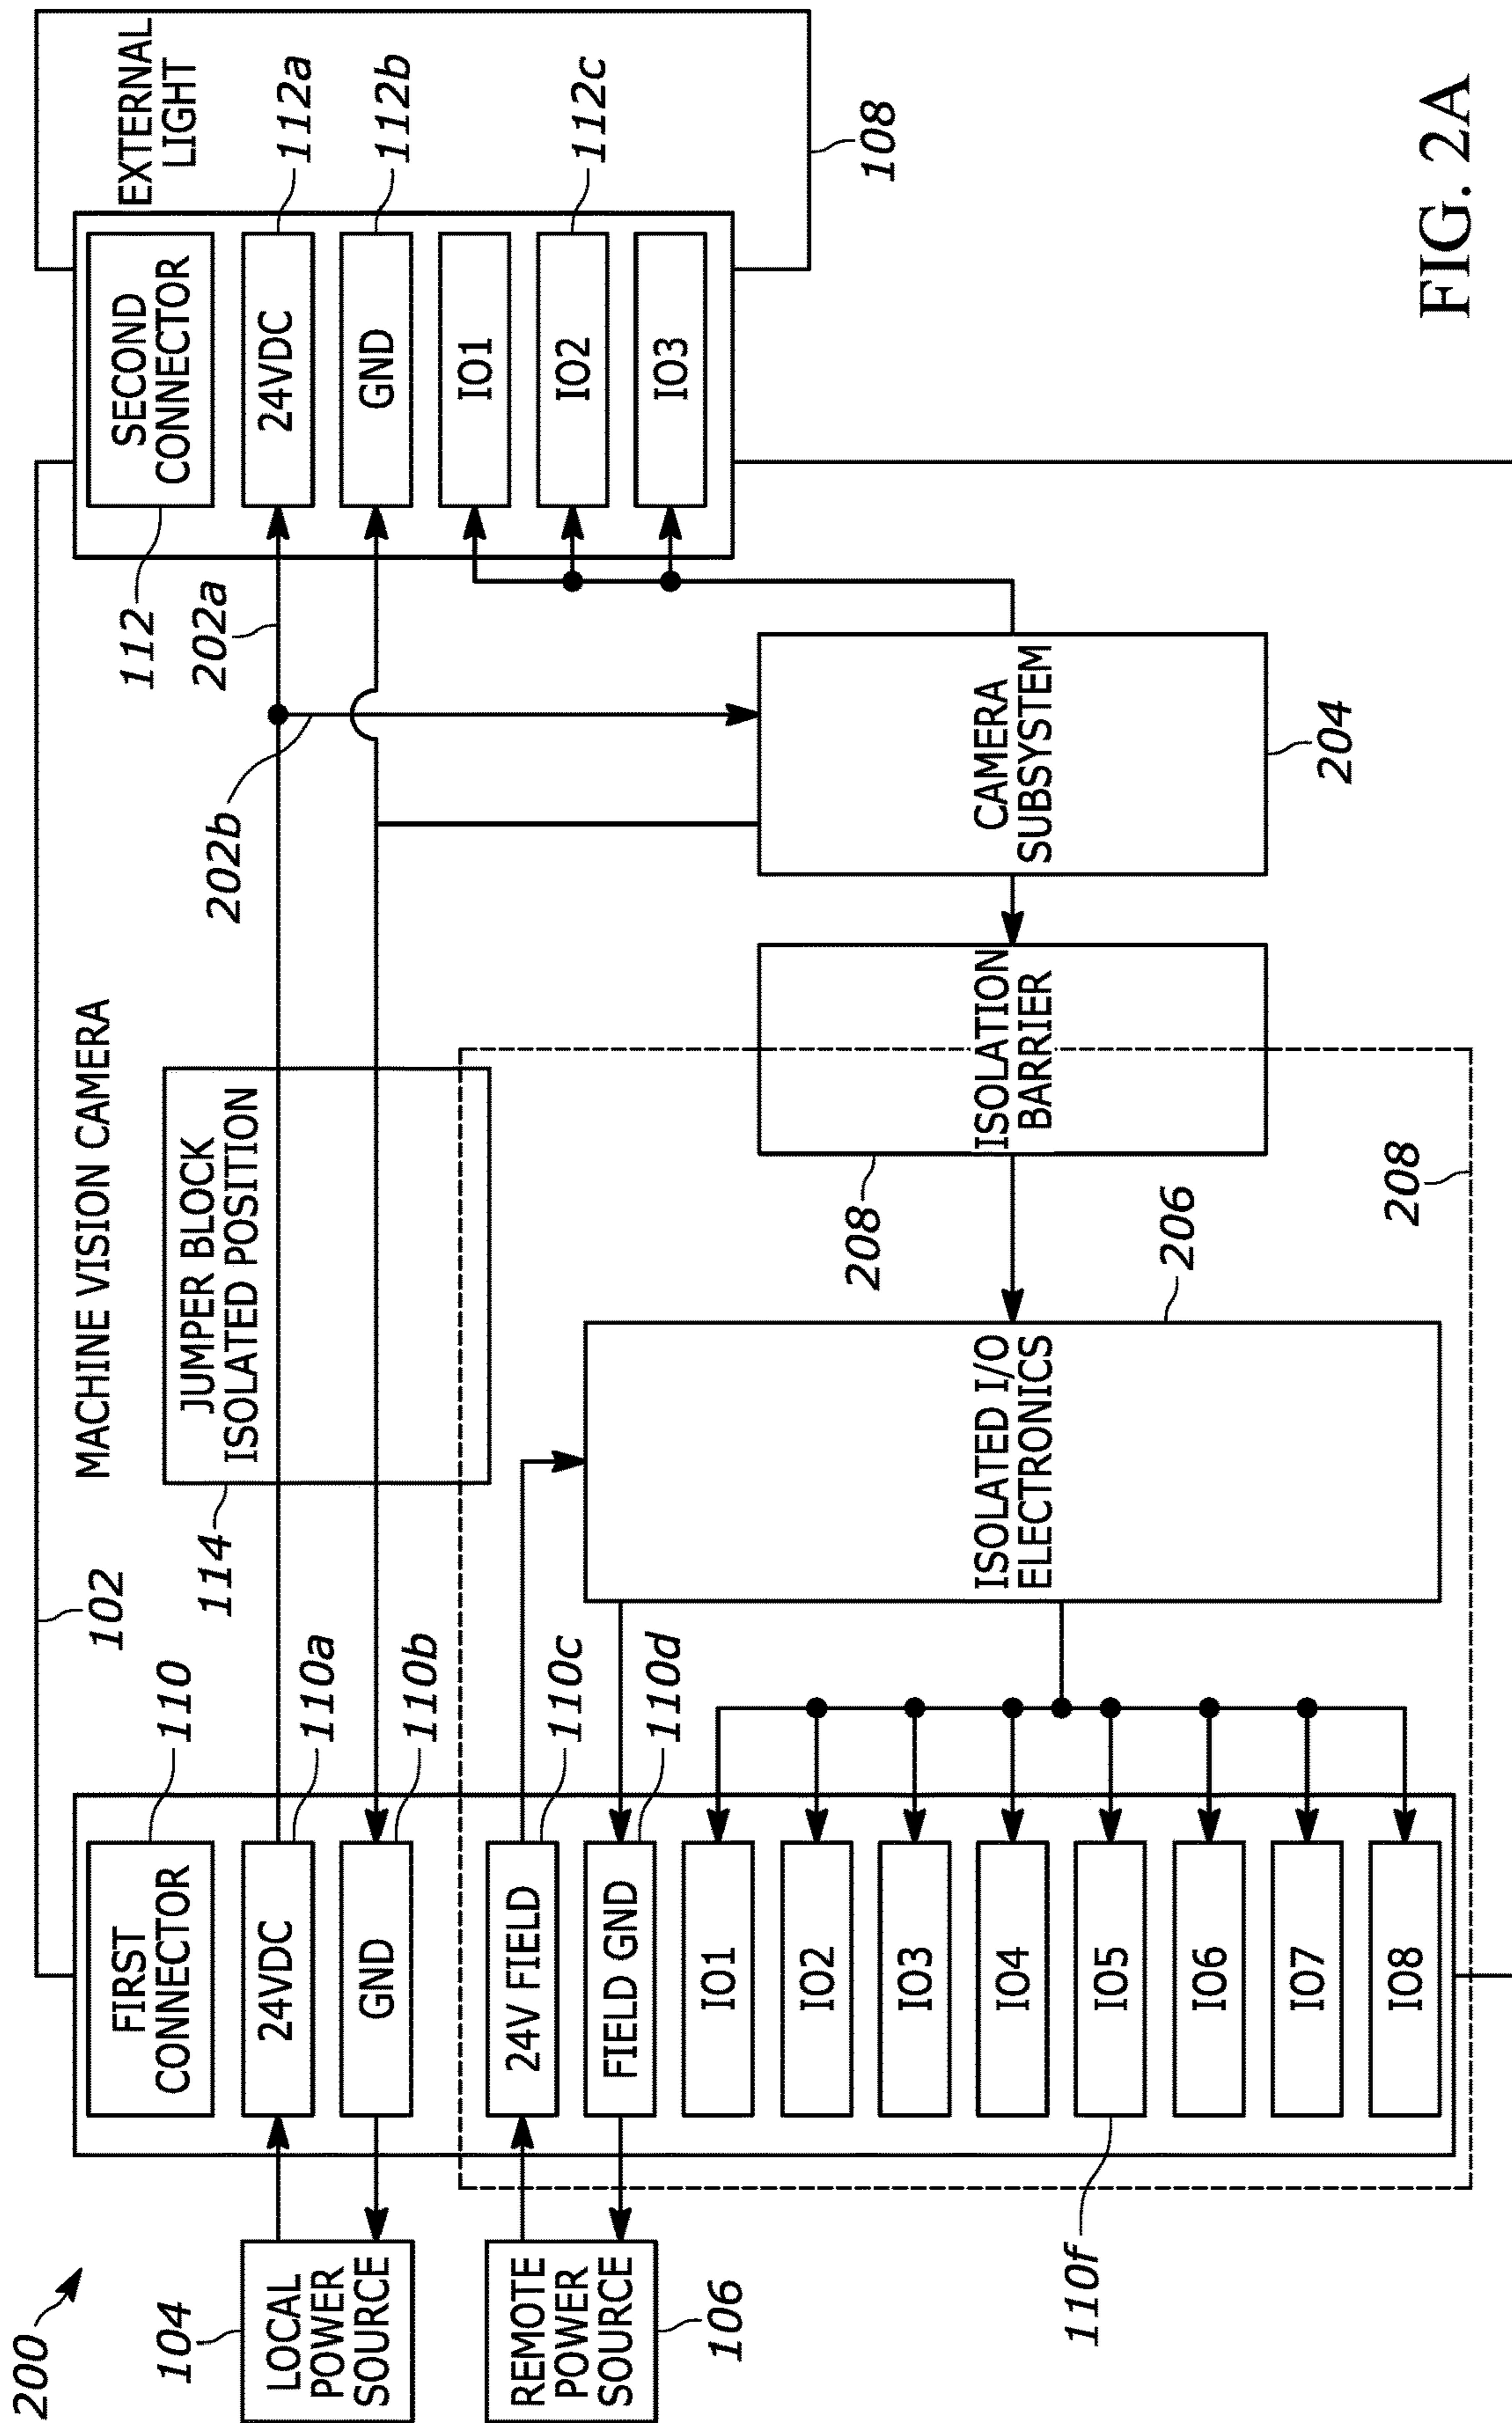 200
102
MACHINE VISION CAMERA
EXTERNAL
LIGHT
104
LOCAL
POWER
SOURCE
REMOTE
POWER
SOURCE
106
FIRST
CONNECTOR
110
24VDC
110a
GND
110b
24V FIELD
110c
FIELD GND
110d
IO1
IO2
IO3
IO4
IO5
IO6
IO7
IO8
110f
114
JUMPER BLOCK
ISOLATED POSITION
ISOLATED I/O
ELECTRONICS
206
208
ISOLATION
BARRIER
208
202b
202a
CAMERA
SUBSYSTEM
204
112
SECOND
CONNECTOR
24VDC
112a
GND
112b
IO1
IO2
112c
IO3
108
FIG. 2A